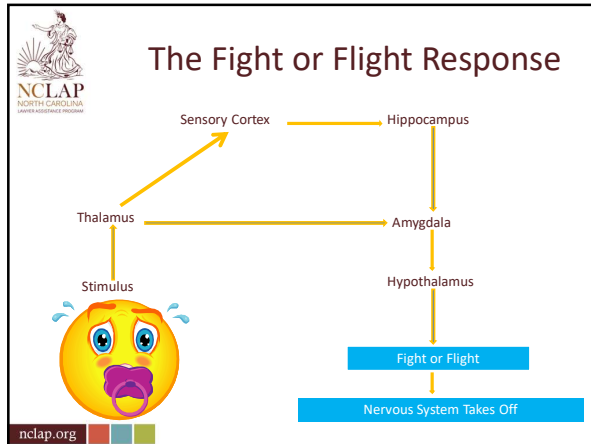 The Fight or Flight Response
NCLAP
NORTH CAROLINA
LAWYER ASSISTANCE PROGRAM
Sensory Cortex
Hippocampus
Thalamus
Amygdala
Stimulus
Hypothalamus
Fight or Flight
Nervous System Takes Off
nclap.org